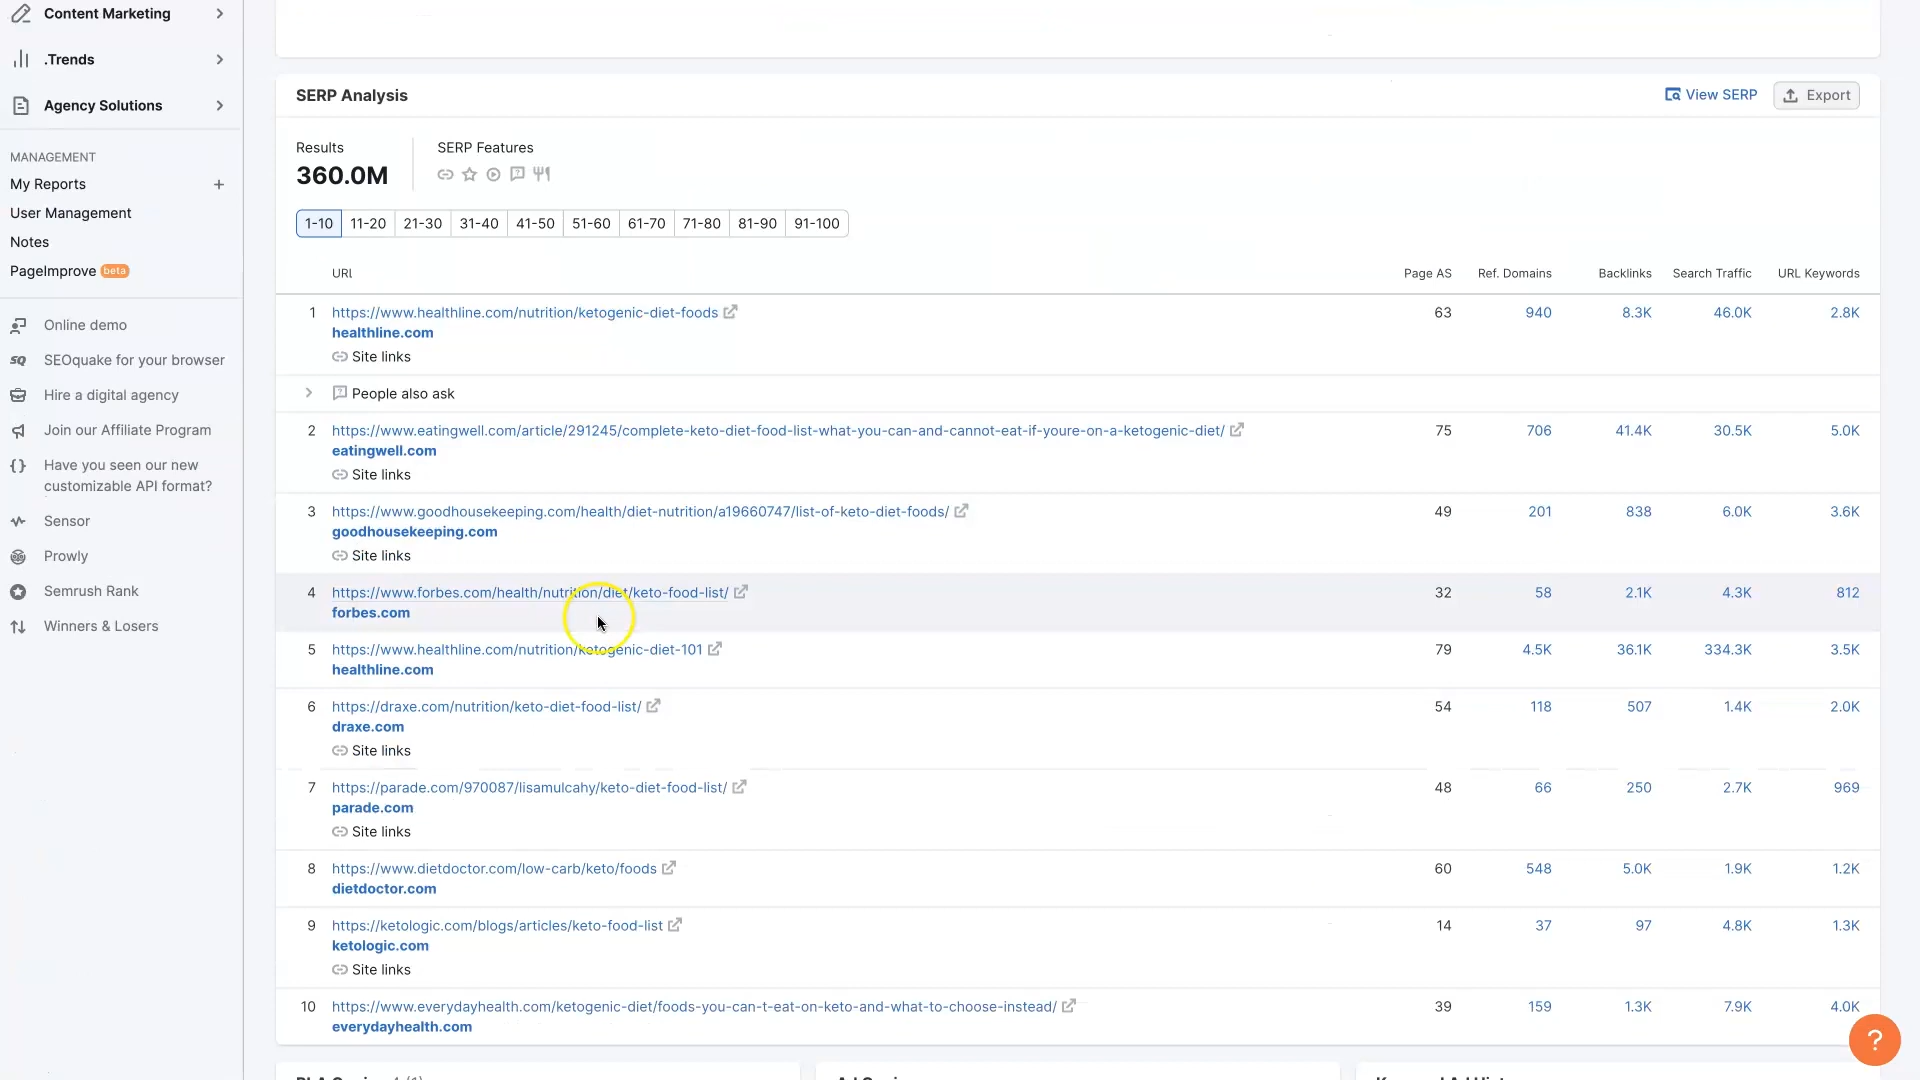 Content Marketing
.Trends
Agency Solutions
MANAGEMENT
My Reports +
User Management
Notes
PageImprove beta
Online demo
SQ SEOquake for your browser
Hire a digital agency
Join our Affiliate Program
Have you seen our new
customizable API format?
Sensor
Prowly
Semrush Rank
Winners & Losers
SERP Analysis View SERP Export
Results SERP Features
360.0M
1-10 11-20 21-30 31-40 41-50 51-60 61-70 71-80 81-90 91-100
URL Page AS Ref. Domains Backlinks Search Traffic URL Keywords
1 https://www.healthline.com/nutrition/ketogenic-diet-foods 63 940 8.3K 46.0K 2.8K
healthline.com
Site links
People also ask
2 https://www.eatingwell.com/article/291245/complete-keto-diet-food-list-what-you-can-and-cannot-eat-if-youre-on-a-ketogenic-diet/ 75 706 41.4K 30.5K 5.0K
eatingwell.com
Site links
3 https://www.goodhousekeeping.com/health/diet-nutrition/a19660747/list-of-keto-diet-foods/ 49 201 838 6.0K 3.6K
goodhousekeeping.com
Site links
4 https://www.forbes.com/health/nutrition/diet/keto-food-list/ 32 58 2.1K 4.3K 812
forbes.com
5 https://www.healthline.com/nutrition/ketogenic-diet-101 79 4.5K 36.1K 334.3K 3.5K
healthline.com
6 https://draxe.com/nutrition/keto-diet-food-list/ 54 118 507 1.4K 2.0K
draxe.com
Site links
7 https://parade.com/970087/lisamulcahy/keto-diet-food-list/ 48 66 250 2.7K 969
parade.com
Site links
8 https://www.dietdoctor.com/low-carb/keto/foods 60 548 5.0K 1.9K 1.2K
dietdoctor.com
9 https://ketologic.com/blogs/articles/keto-food-list 14 37 97 4.8K 1.3K
ketologic.com
Site links
10 https://www.everydayhealth.com/ketogenic-diet/foods-you-can-t-eat-on-keto-and-what-to-choose-instead/ 39 159 1.3K 7.9K 4.0K
everydayhealth.com
?